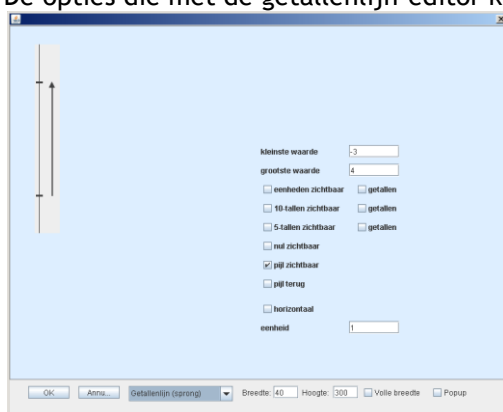 De opties die met de getallenlijn editor k
kleinste waarde -3
grootste waarde 4
eenheden zichtbaar getallen
10-tallen zichtbaar getallen
5-tallen zichtbaar getallen
nul zichtbaar
pijl zichtbaar
pijl terug
horizontaal
eenheid 1
OK Annu... Getallenlijn (sprong) Breedte: 40 Hoogte: 300 Volle breedte Popup